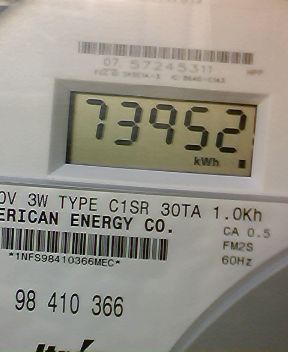 07 57245311
73952
kWh
0V 3W TYPE C1SR 30TA 1.0Kh
ERICAN ENERGY CO.
CA 0.5
FM2S
60Hz
*1NFS98410366MEC*
98 410 366